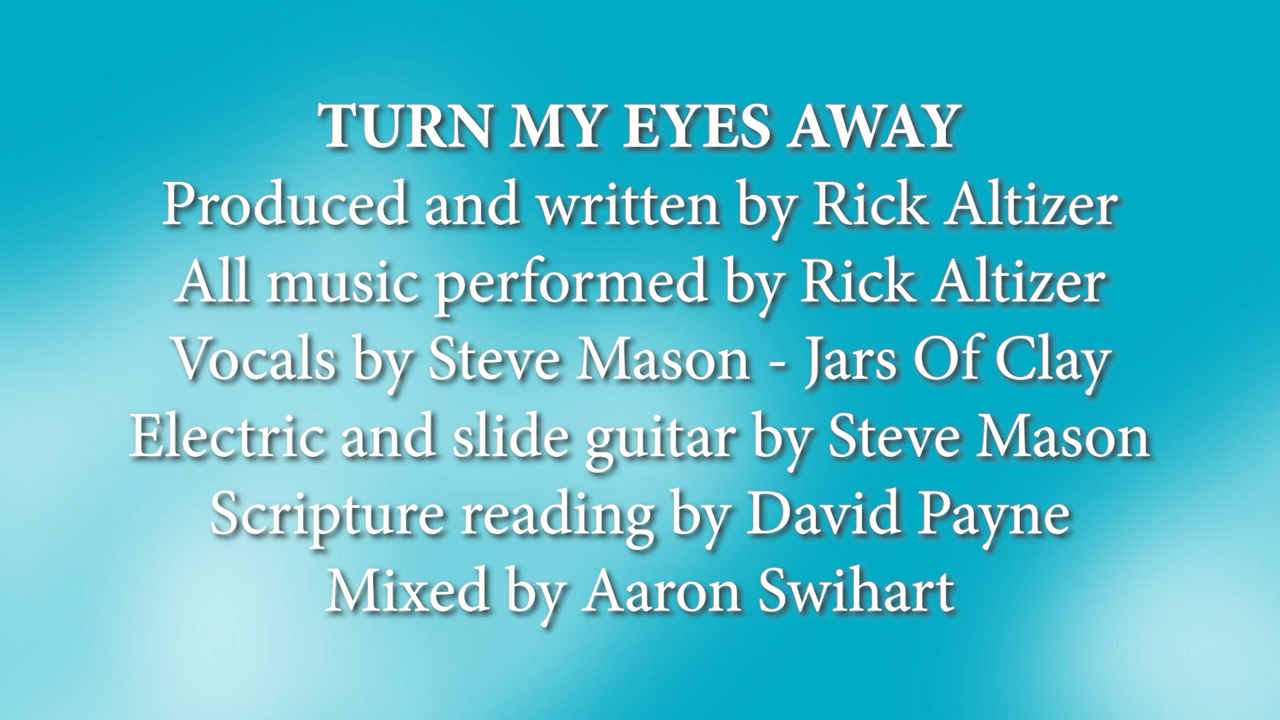 TURN MY EYES AWAY
Produced and written by Rick Altizer
All music performed by Rick Altizer
Vocals by Steve Mason - Jars Of Clay
Electric and slide guitar by Steve Mason
Scripture reading by David Payne
Mixed by Aaron Swihart